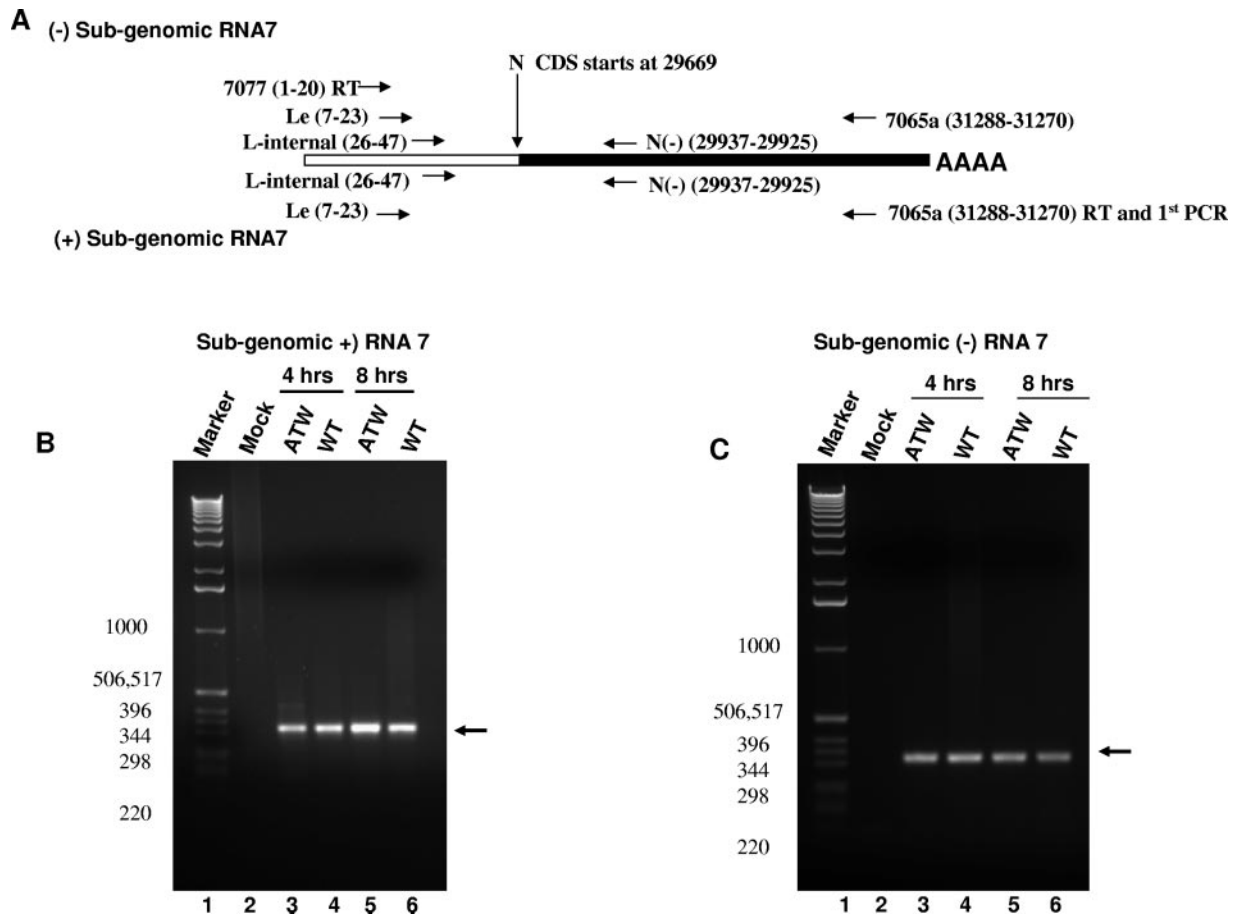 A
(-) Sub-genomic RNA7
N CDS starts at 29669
7077 (1-20) RT
Le (7-23)
7065a (31288-31270)
L-internal (26-47)
N(-) (29937-29925)
AAAA
L-internal (26-47)
N(-) (29937-29925)
Le (7-23)
7065a (31288-31270) RT and 1st PCR
(+) Sub-genomic RNA7
Sub-genomic +) RNA 7
4 hrs 8 hrs
Marker Mock ATW WT ATW WT
B
1000
506,517
396
344
298
220
1 2 3 4 5 6
Sub-genomic (-) RNA 7
4 hrs 8 hrs
Marker Mock ATW WT ATW WT
C
1000
506,517
396
344
298
220
1 2 3 4 5 6